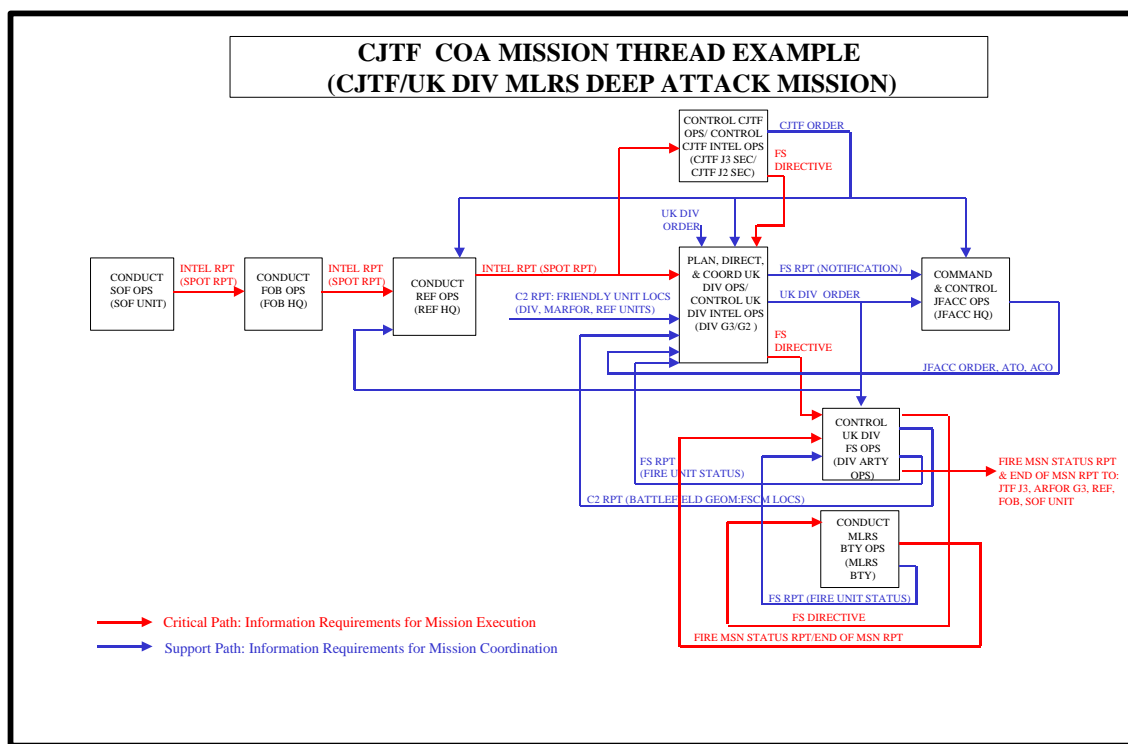 CJTF COA MISSION THREAD EXAMPLE
(CJTF/UK DIV MLRS DEEP ATTACK MISSION)
CONTROL CJTF
OPS/ CONTROL
CJTF INTEL OPS
(CJTF J3 SEC/
CJTF J2 SEC)
CJTF ORDER
FS
DIRECTIVE
UK DIV
ORDER
CONDUCT
SOF OPS
(SOF UNIT)
INTEL RPT
(SPOT RPT)
CONDUCT
FOB OPS
(FOB HQ)
INTEL RPT
(SPOT RPT)
CONDUCT
REF OPS
(REF HQ)
INTEL RPT (SPOT RPT)
C2 RPT: FRIENDLY UNIT LOCS
(DIV, MARFOR, REF UNITS)
PLAN, DIRECT,
& COORD UK
DIV OPS/
CONTROL UK
DIV INTEL OPS
(DIV G3/G2 )
FS RPT (NOTIFICATION)
UK DIV ORDER
COMMAND
& CONTROL
JFACC OPS
(JFACC HQ)
FS
DIRECTIVE
JFACC ORDER, ATO, ACO
CONTROL
UK DIV
FS OPS
(DIV ARTY
OPS)
FS RPT
(FIRE UNIT STATUS)
C2 RPT (BATTLEFIELD GEOM:FSCM LOCS)
FIRE MSN STATUS RPT
& END OF MSN RPT TO:
JTF J3, ARFOR G3, REF,
FOB, SOF UNIT
CONDUCT
MLRS
BTY OPS
(MLRS
BTY)
FS RPT (FIRE UNIT STATUS)
FS DIRECTIVE
FIRE MSN STATUS RPT/END OF MSN RPT
Critical Path: Information Requirements for Mission Execution
Support Path: Information Requirements for Mission Coordination